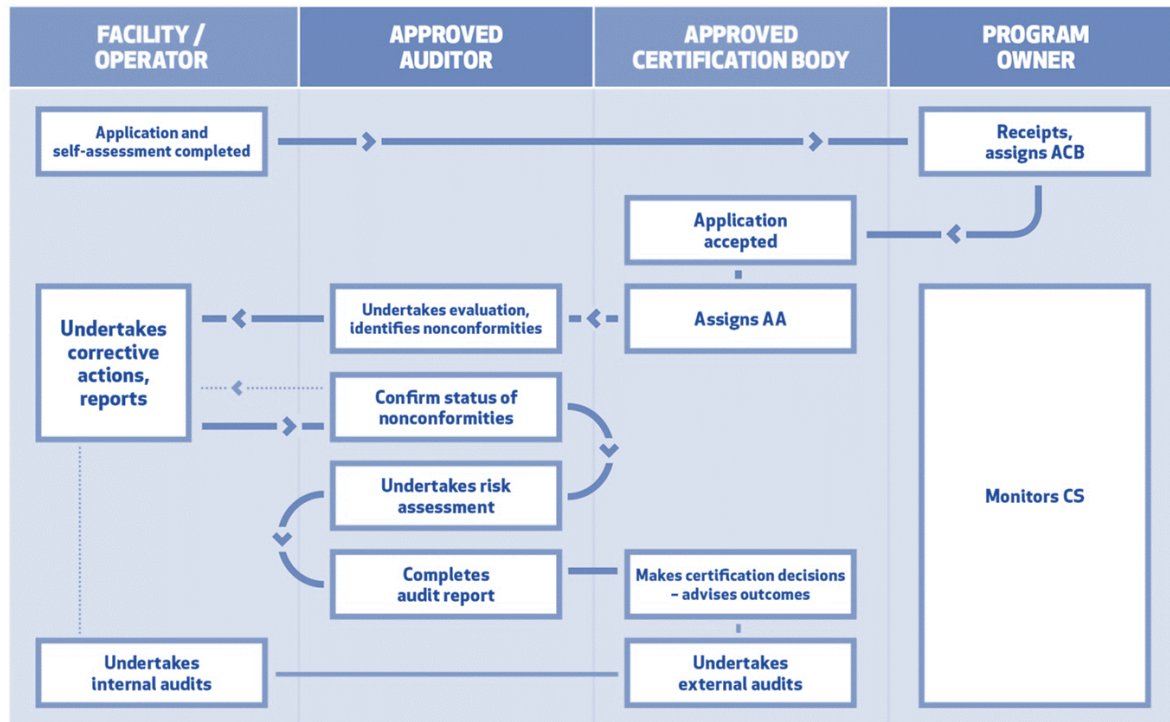 FACILITY /
OPERATOR
APPROVED
AUDITOR
APPROVED
CERTIFICATION BODY
PROGRAM
OWNER
Application and
self-assessment completed
Receipts,
assigns ACB
Application
accepted
Undertakes
corrective
actions,
reports
Undertakes evaluation,
identifies nonconformities
Assigns AA
Confirm status of
nonconformities
Undertakes risk
assessment
Monitors CS
Completes
audit report
Makes certification decisions
– advises outcomes
Undertakes
internal audits
Undertakes
external audits